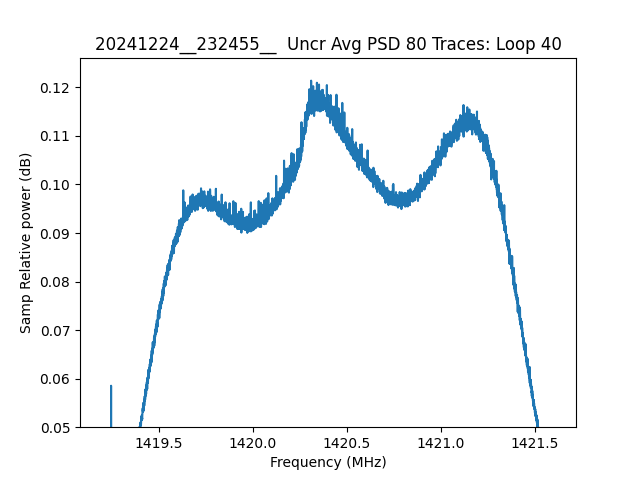 20241224__232455__  Uncr Avg PSD 80 Traces: Loop 40
Samp Relative power (dB)
0.12
0.11
0.10
0.09
0.08
0.07
0.06
0.05
1419.5 1420.0 1420.5 1421.0 1421.5
Frequency (MHz)